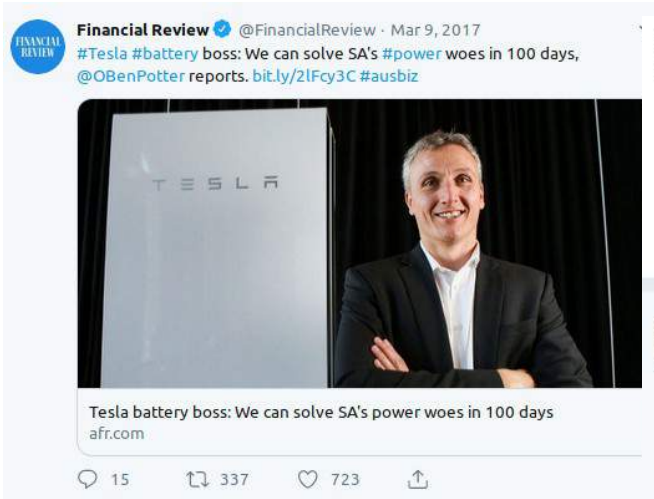 FINANCIAL
REVIEW
Financial Review @FinancialReview · Mar 9, 2017
#Tesla #battery boss: We can solve SA's #power woes in 100 days,
@OBenPotter reports. bit.ly/2lFcy3C #ausbiz
TESLA
Tesla battery boss: We can solve SA's power woes in 100 days
afr.com
15 337 723